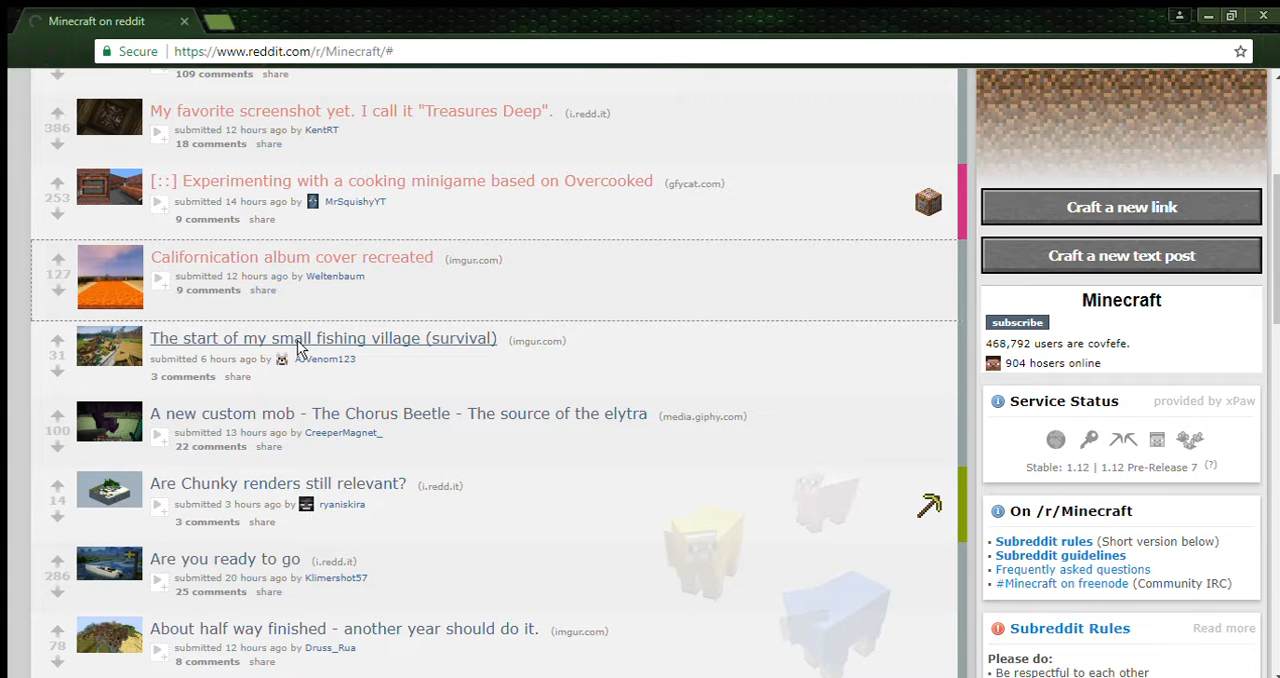 Minecraft on reddit
Secure | https://www.reddit.com/r/Minecraft/#
109 comments share
386
My favorite screenshot yet. I call it "Treasures Deep". (i.redd.it)
submitted 12 hours ago by KentRT
18 comments share
253
[::] Experimenting with a cooking minigame based on Overcooked (gfycat.com)
submitted 14 hours ago by MrSquishyYT
9 comments share
127
Californication album cover recreated (imgur.com)
submitted 12 hours ago by Weltenbaum
9 comments share
31
The start of my small fishing village (survival) (imgur.com)
submitted 6 hours ago by
3 comments share
100
A new custom mob - The Chorus Beetle - The source of the elytra (media.giphy.com)
submitted 13 hours ago by CreeperMagnet_
22 comments share
14
Are Chunky renders still relevant? (i.redd.it)
submitted 3 hours ago by ryaniskira
3 comments share
286
Are you ready to go (i.redd.it)
submitted 20 hours ago by Klimershot57
25 comments share
78
About half way finished - another year should do it. (imgur.com)
submitted 12 hours ago by Druss_Rua
8 comments share
Craft a new link
Craft a new text post
Minecraft
subscribe
468,792 users are covfefe.
904 hosers online
Service Status provided by xPaw
Stable: 1.12 | 1.12 Pre-Release 7 (?)
On /r/Minecraft
• Subreddit rules (Short version below)
• Subreddit guidelines
• Frequently asked questions
• #Minecraft on freenode (Community IRC)
Subreddit Rules Read more
Please do:
• Be respectful to each other